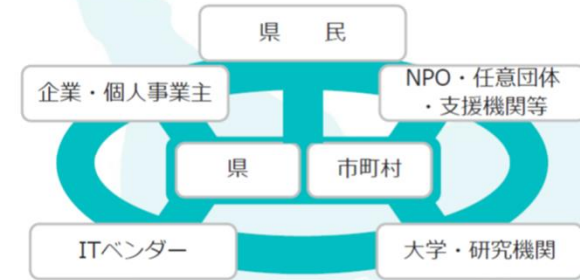 県　民
企業・個人事業主
NPO・任意団体
・支援機関等
県
市町村
ITベンダー
大学・研究機関